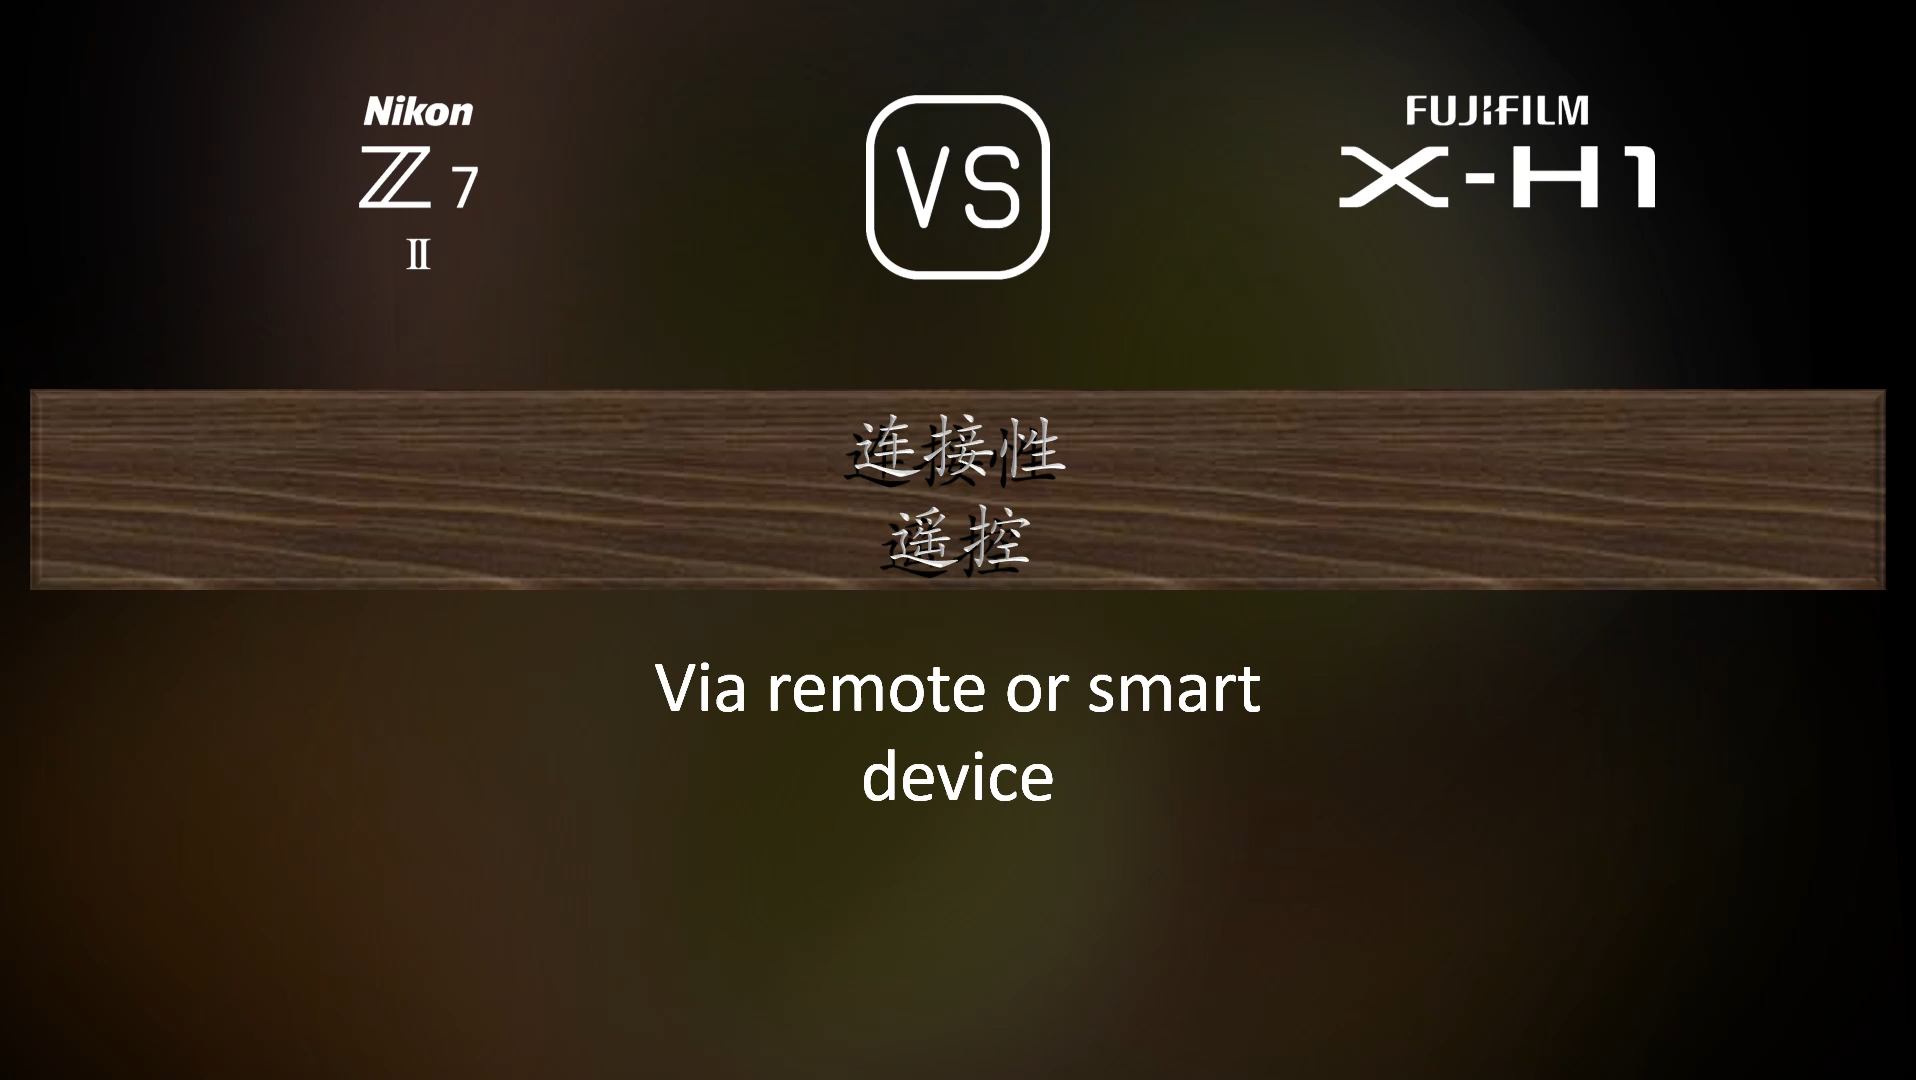 Nikon
Z 7
II
VS
FUJIFILM
X-H1
连接性
遥控
Via remote or smart
device